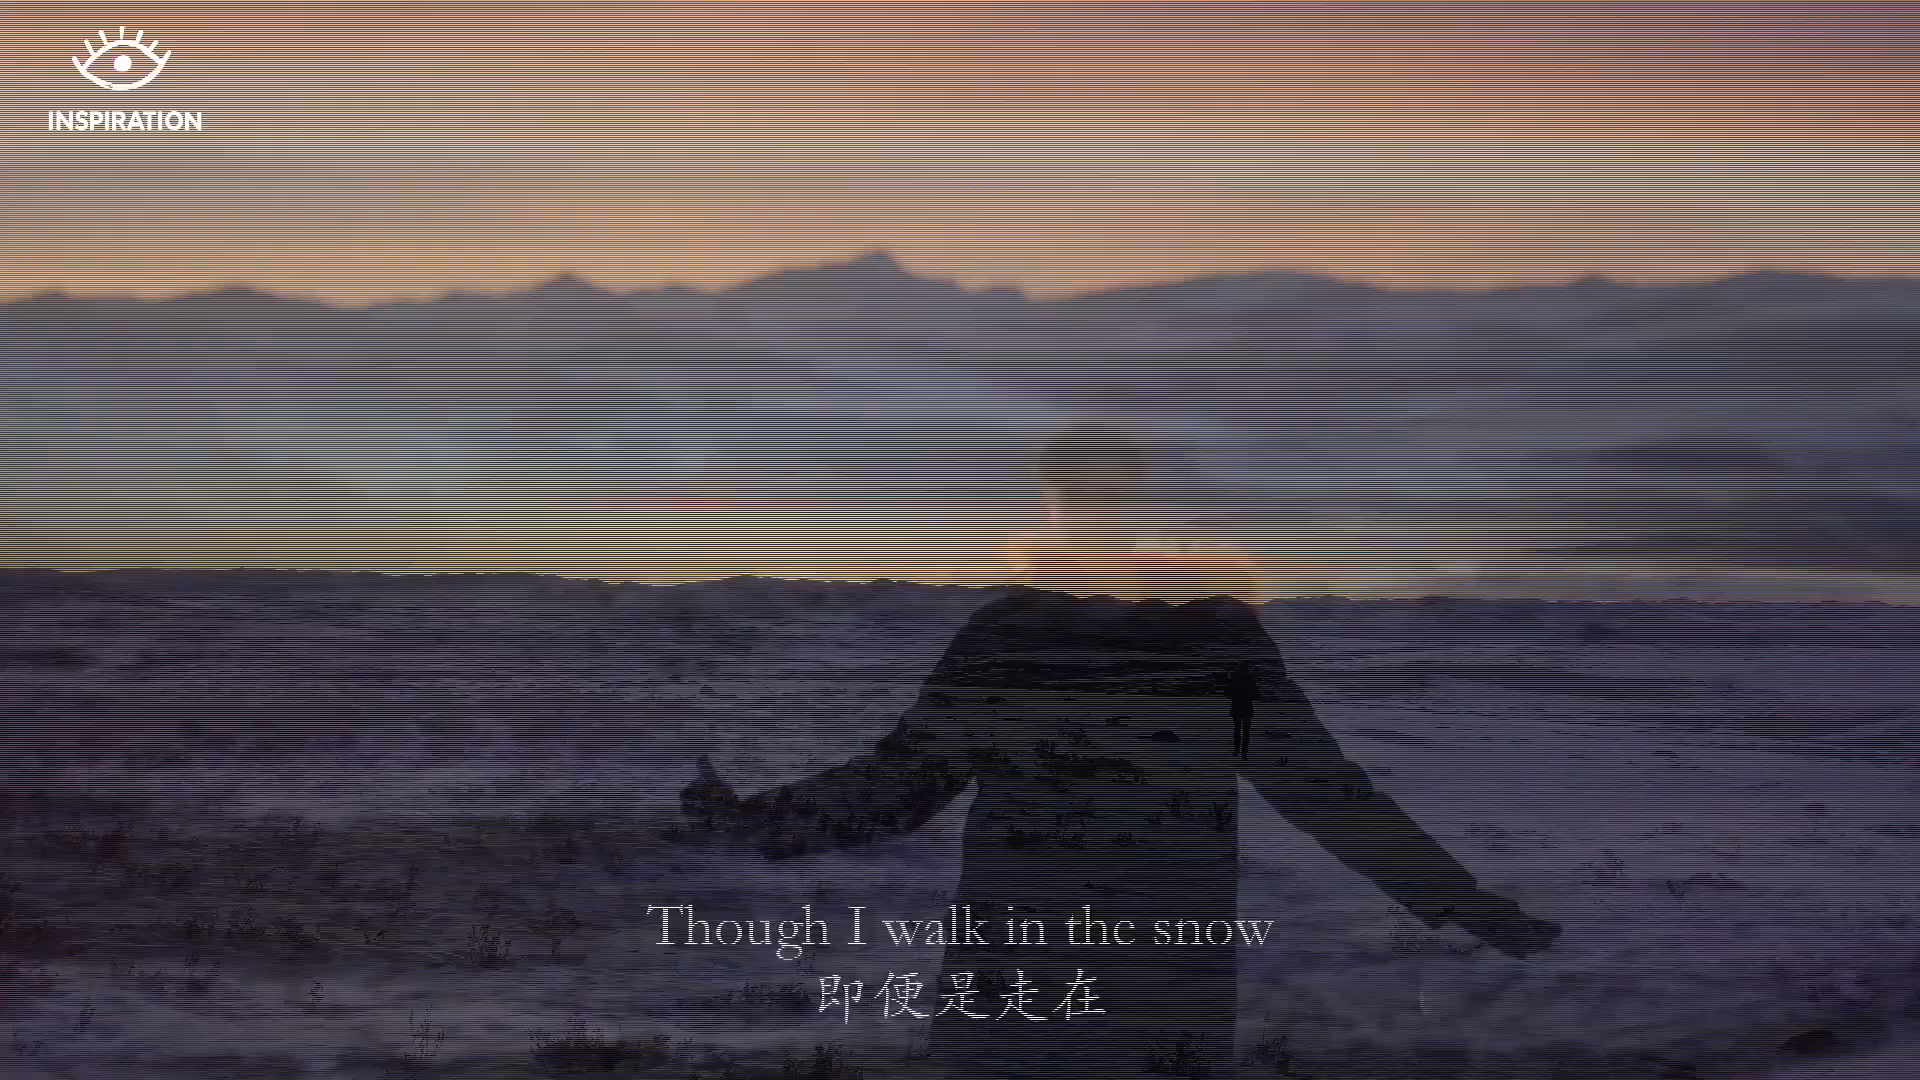 INSPIRATION
Though I walk in the snow
即便是走在